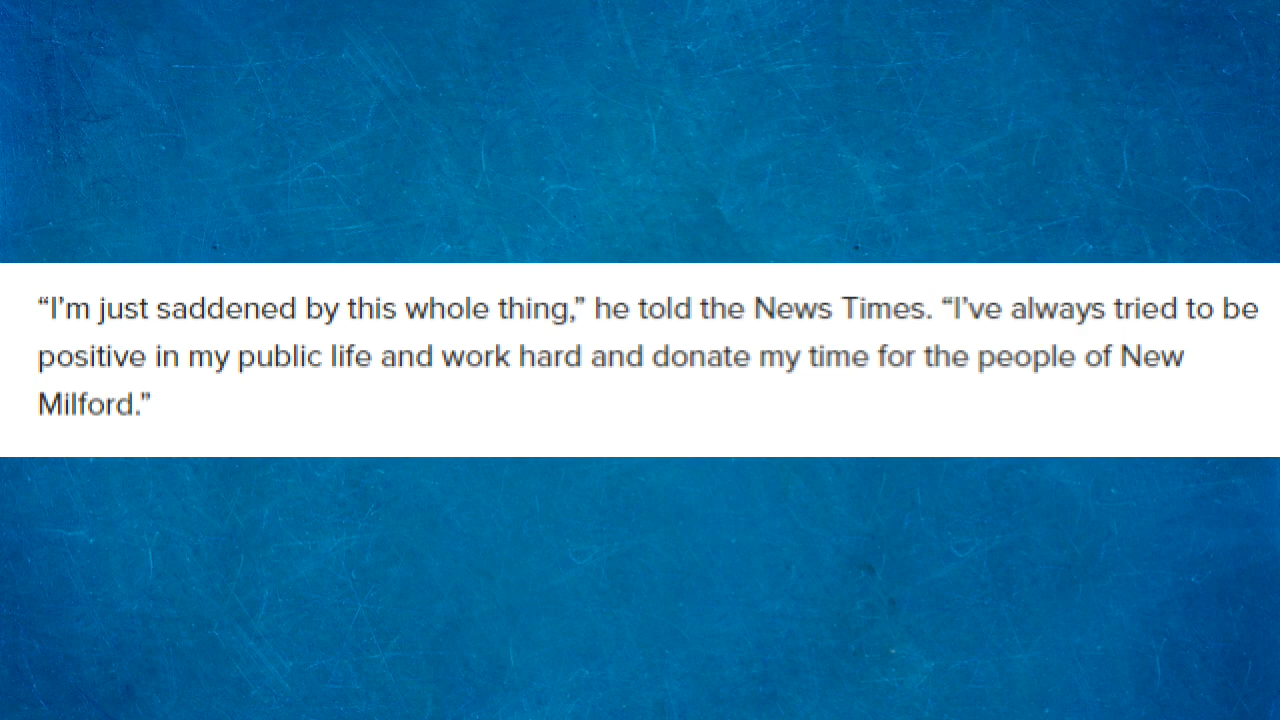 “I’m just saddened by this whole thing,” he told the News Times. “I’ve always tried to be
positive in my public life and work hard and donate my time for the people of New
Milford.”